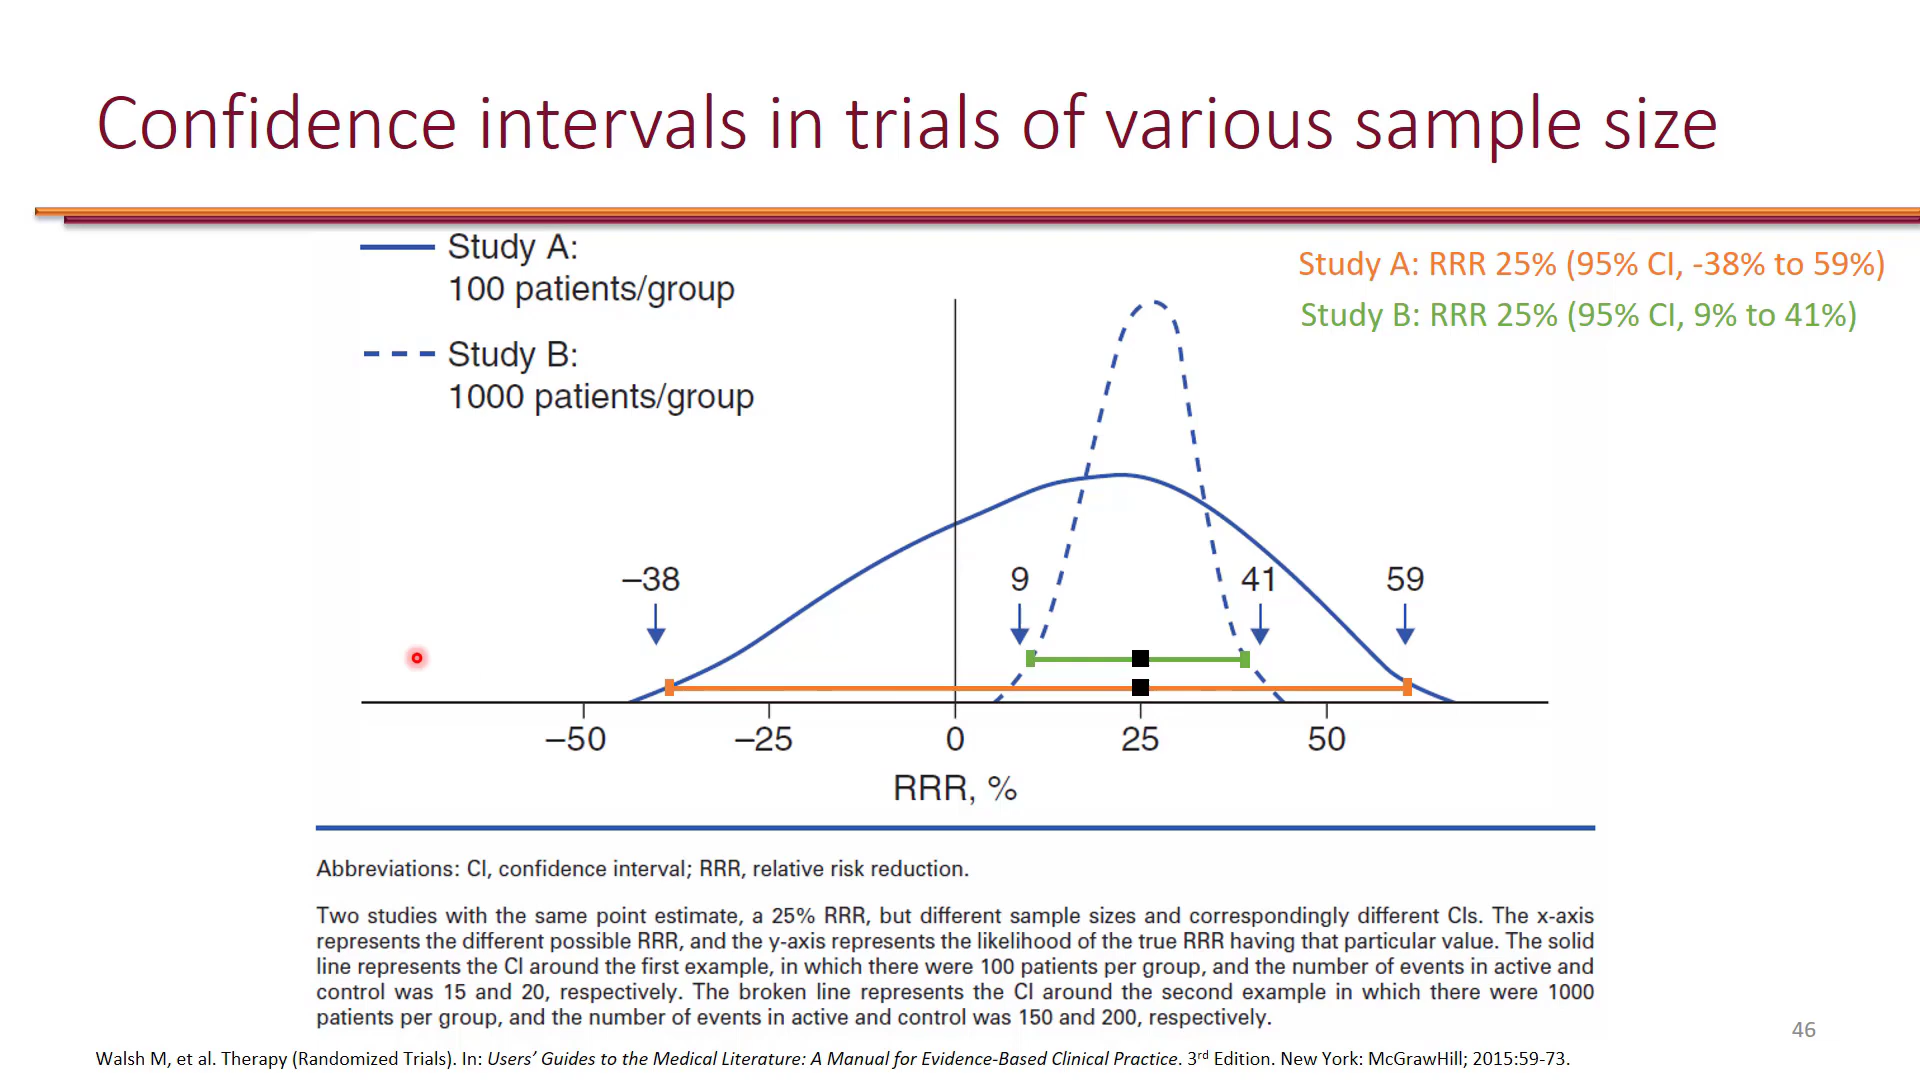 Confidence intervals in trials of various sample size
Study A:
100 patients/group
Study B:
1000 patients/group
Study A: RRR 25% (95% CI, -38% to 59%)
Study B: RRR 25% (95% CI, 9% to 41%)
–38 9 41 59
–50 –25 0 25 50
RRR, %
Abbreviations: CI, confidence interval; RRR, relative risk reduction.
Two studies with the same point estimate, a 25% RRR, but different sample sizes and correspondingly different CIs. The x-axis
represents the different possible RRR, and the y-axis represents the likelihood of the true RRR having that particular value. The solid
line represents the CI around the first example, in which there were 100 patients per group, and the number of events in active and
control was 15 and 20, respectively. The broken line represents the CI around the second example in which there were 1000
patients per group, and the number of events in active and control was 150 and 200, respectively.
46
Walsh M, et al. Therapy (Randomized Trials). In: Users’ Guides to the Medical Literature: A Manual for Evidence-Based Clinical Practice. 3rd Edition. New York: McGrawHill; 2015:59-73.